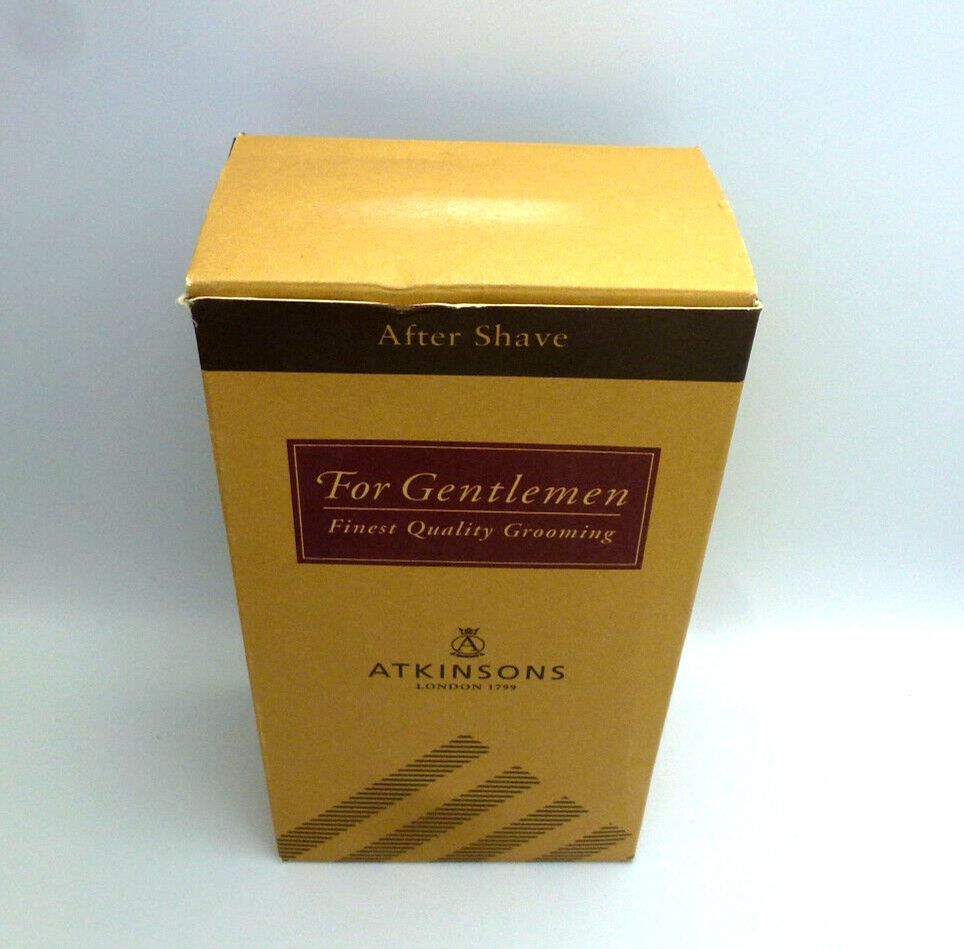 After Shave
For Gentlemen
Finest Quality Grooming
A
ATKINSONS
LONDON 1799